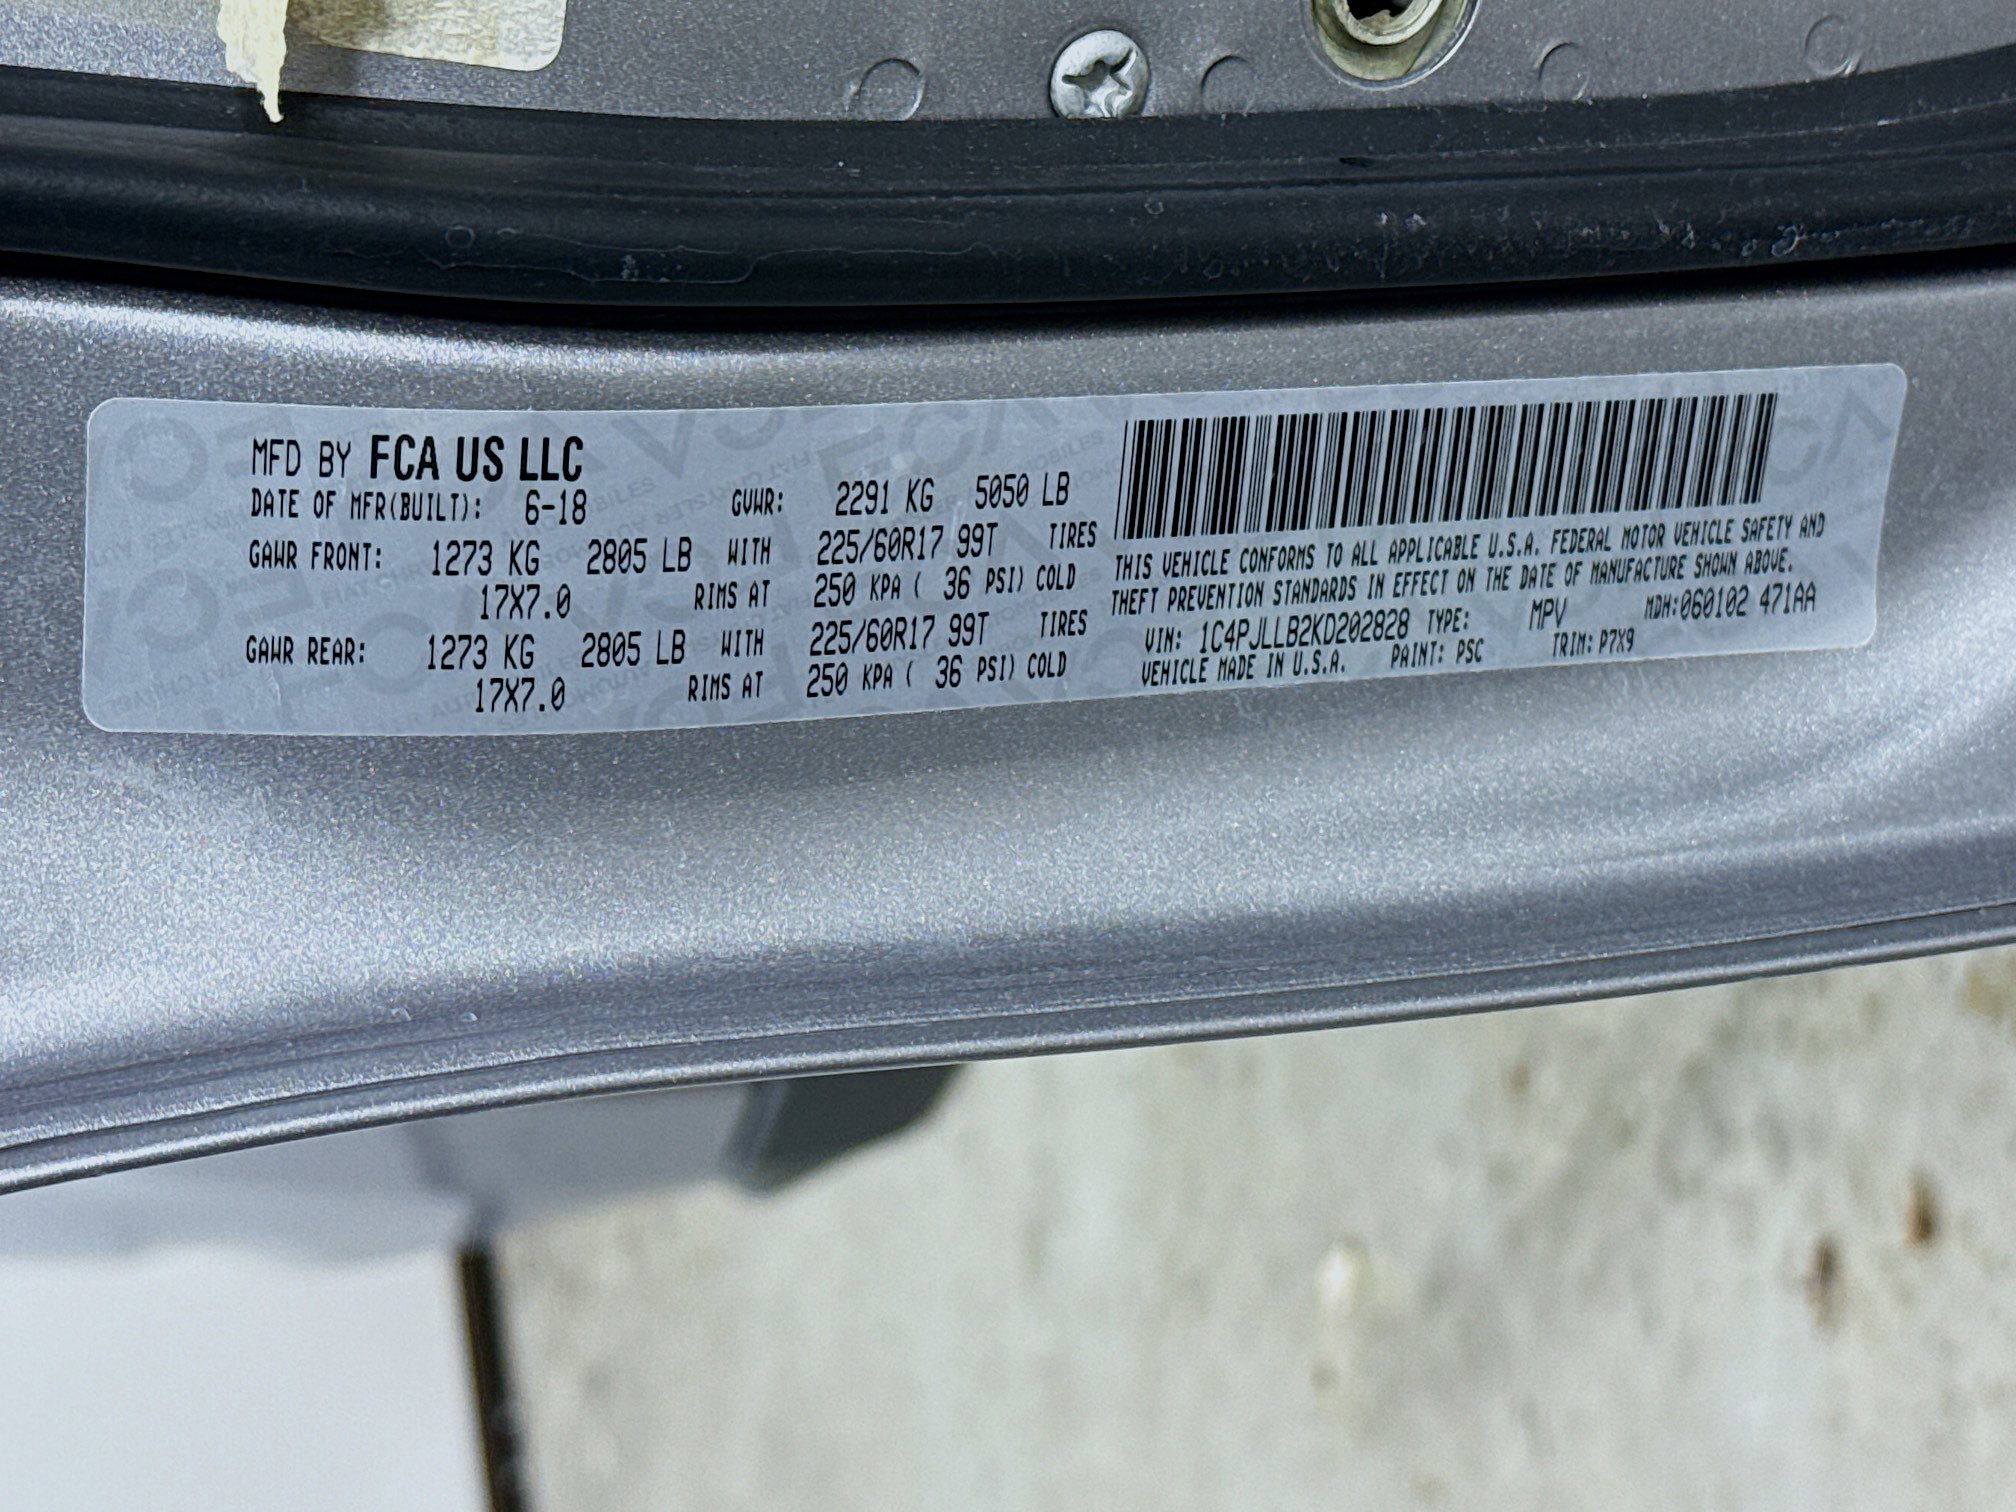 MFD BY FCA US LLC
DATE OF MFR(BUILT): 6-18 GVWR: 2291 KG 5050 LB
GAWR FRONT: 1273 KG 2805 LB WITH 225/60R17 99T TIRES
17X7.0 RIMS AT 250 KPA ( 36 PSI) COLD
GAWR REAR: 1273 KG 2805 LB WITH 225/60R17 99T TIRES
17X7.0 RIMS AT 250 KPA ( 36 PSI) COLD
THIS VEHICLE CONFORMS TO ALL APPLICABLE U.S.A. FEDERAL MOTOR VEHICLE SAFETY AND
THEFT PREVENTION STANDARDS IN EFFECT ON THE DATE OF MANUFACTURE SHOWN ABOVE.
VIN: 1C4PJLLB2KD202828 TYPE: MPV MDH:060102 471AA
VEHICLE MADE IN U.S.A. PAINT: PSC TRIM: P7X9